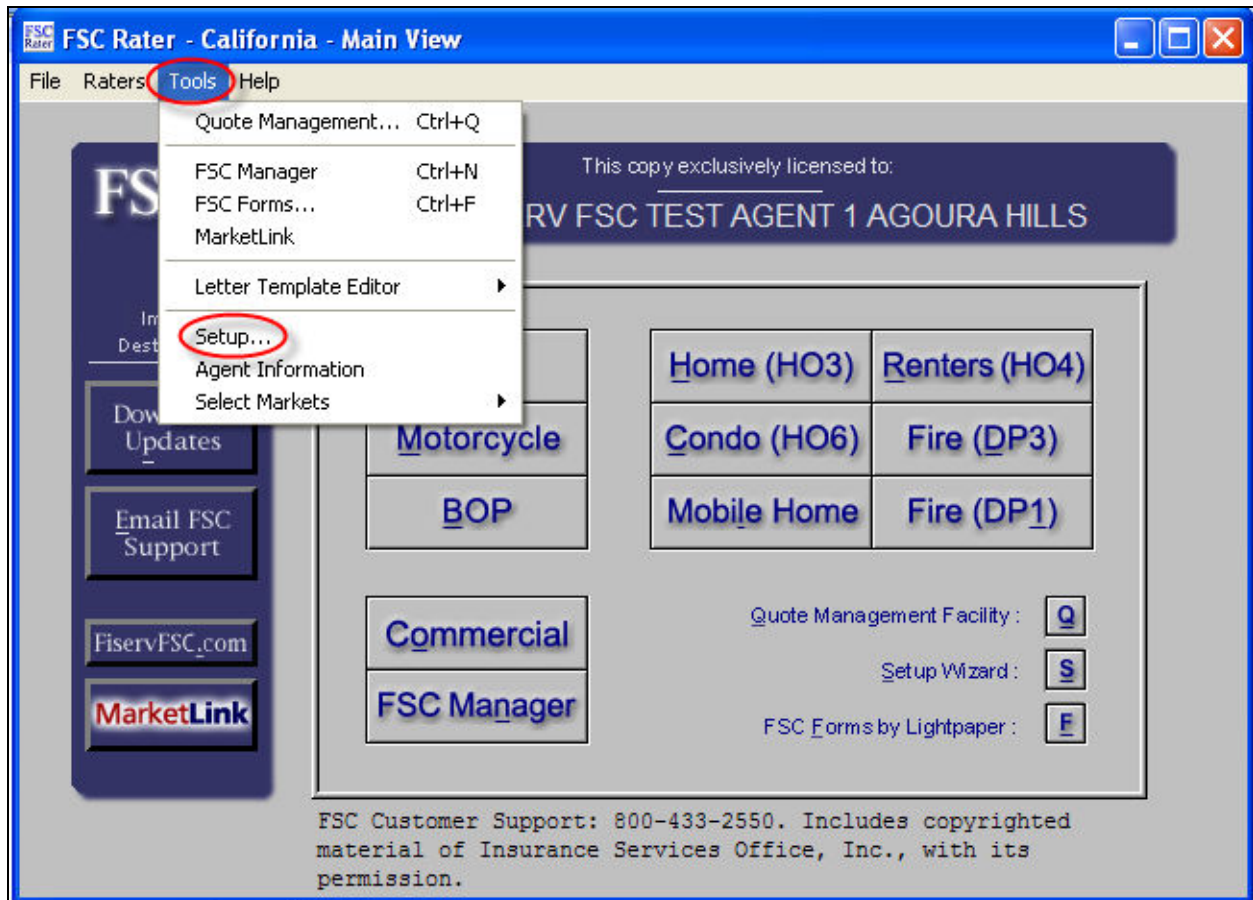 FSC Rater
FSC Rater - California - Main View
File Raters Tools Help
Quote Management... Ctrl+Q
FSC Manager Ctrl+N
FSC Forms... Ctrl+F
MarketLink
Letter Template Editor
Setup...
Agent Information
Select Markets
FS
This copy exclusively licensed to:
RV FSC TEST AGENT 1 AGOURA HILLS
Dest
Updates
Email FSC
Support
FiservFSC.com
MarketLink
Motorcycle
BOP
Home (HO3) Renters (HO4)
Condo (HO6) Fire (DP3)
Mobile Home Fire (DP1)
Commercial
FSC Manager
Quote Management Facility : Q
Setup Wizard : S
FSC Forms by Lightpaper : F
FSC Customer Support: 800-433-2550. Includes copyrighted
material of Insurance Services Office, Inc., with its
permission.